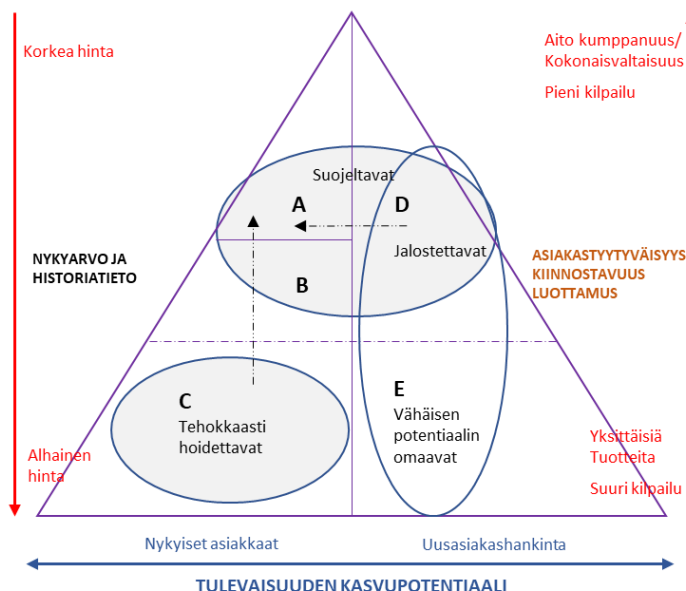 Korkea hinta
Aito kumppanuus/
Kokonaisvaltaisuus
Pieni kilpailu
Suojeltavat
A
D
Jalostettavat
NYKYARVO JA
HISTORIATIETO
ASIAKASTYYTYVÄISYYS
KIINNOSTAVUUS
LUOTTAMUS
B
C
Tehokkaasti
hoidettavat
E
Vähäisen
potentiaalin
omaavat
Alhainen
hinta
Yksittäisiä
Tuotteita
Suuri kilpailu
Nykyiset asiakkaat
Uusasiakashankinta
TULEVAISUUDEN KASVUPOTENTIAALI